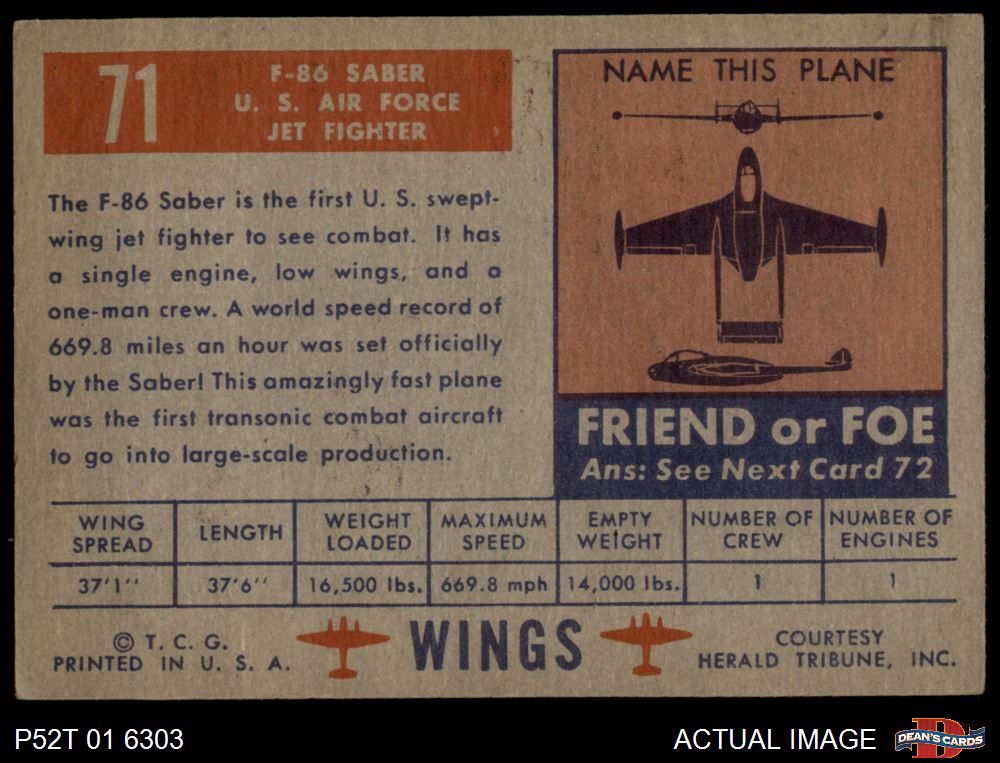 71
F-86 SABER
U. S. AIR FORCE
JET FIGHTER
The F-86 Saber is the first U. S. swept-
wing jet fighter to see combat. It has
a single engine, low wings, and a
one-man crew. A world speed record of
669.8 miles an hour was set officially
by the Saber! This amazingly fast plane
was the first transonic combat aircraft
to go into large-scale production.
NAME THIS PLANE
FRIEND or FOE
Ans: See Next Card 72
WING SPREAD
LENGTH
WEIGHT LOADED
MAXIMUM SPEED
EMPTY WEIGHT
NUMBER OF CREW
NUMBER OF ENGINES
37'1''
37'6''
16,500 lbs.
669.8 mph
14,000 lbs.
1
1
© T. C. G.
PRINTED IN U. S. A.
WINGS
COURTESY
HERALD TRIBUNE, INC.
P52T 01 6303
ACTUAL IMAGE
DEAN'S CARDS